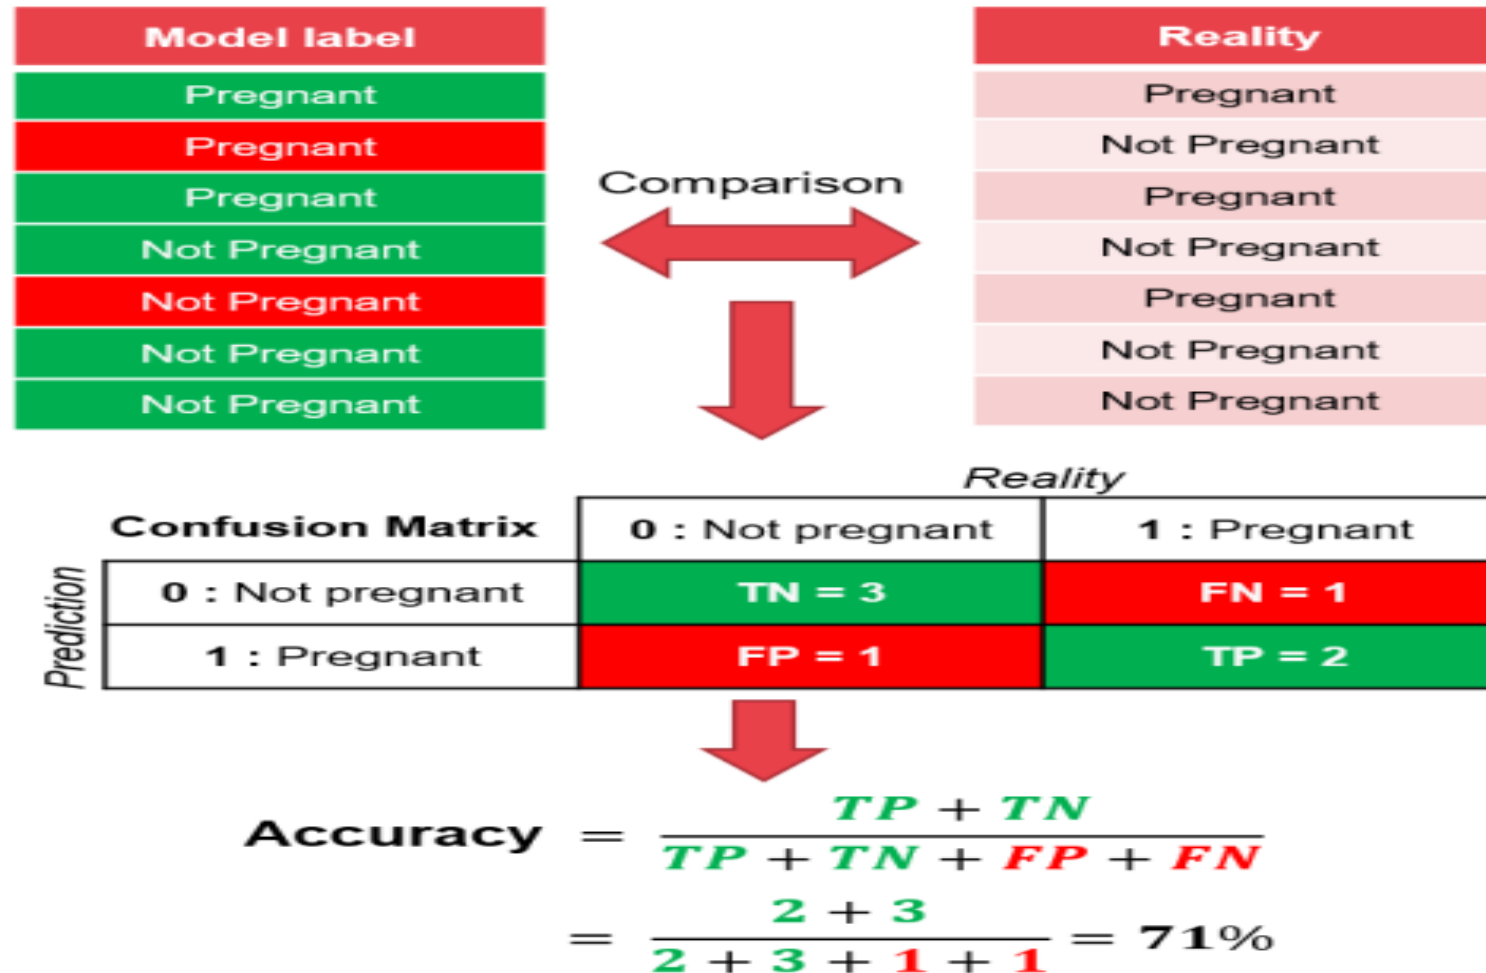 Model label
Pregnant
Pregnant
Pregnant
Not Pregnant
Not Pregnant
Not Pregnant
Not Pregnant
Comparison
Reality
Pregnant
Not Pregnant
Pregnant
Not Pregnant
Pregnant
Not Pregnant
Not Pregnant
Reality
Confusion Matrix 0 : Not pregnant 1 : Pregnant
Prediction
0 : Not pregnant TN = 3 FN = 1
1 : Pregnant FP = 1 TP = 2
Accuracy = TP + TN / TP + TN + FP + FN
= 2 + 3 / 2 + 3 + 1 + 1 = 71%